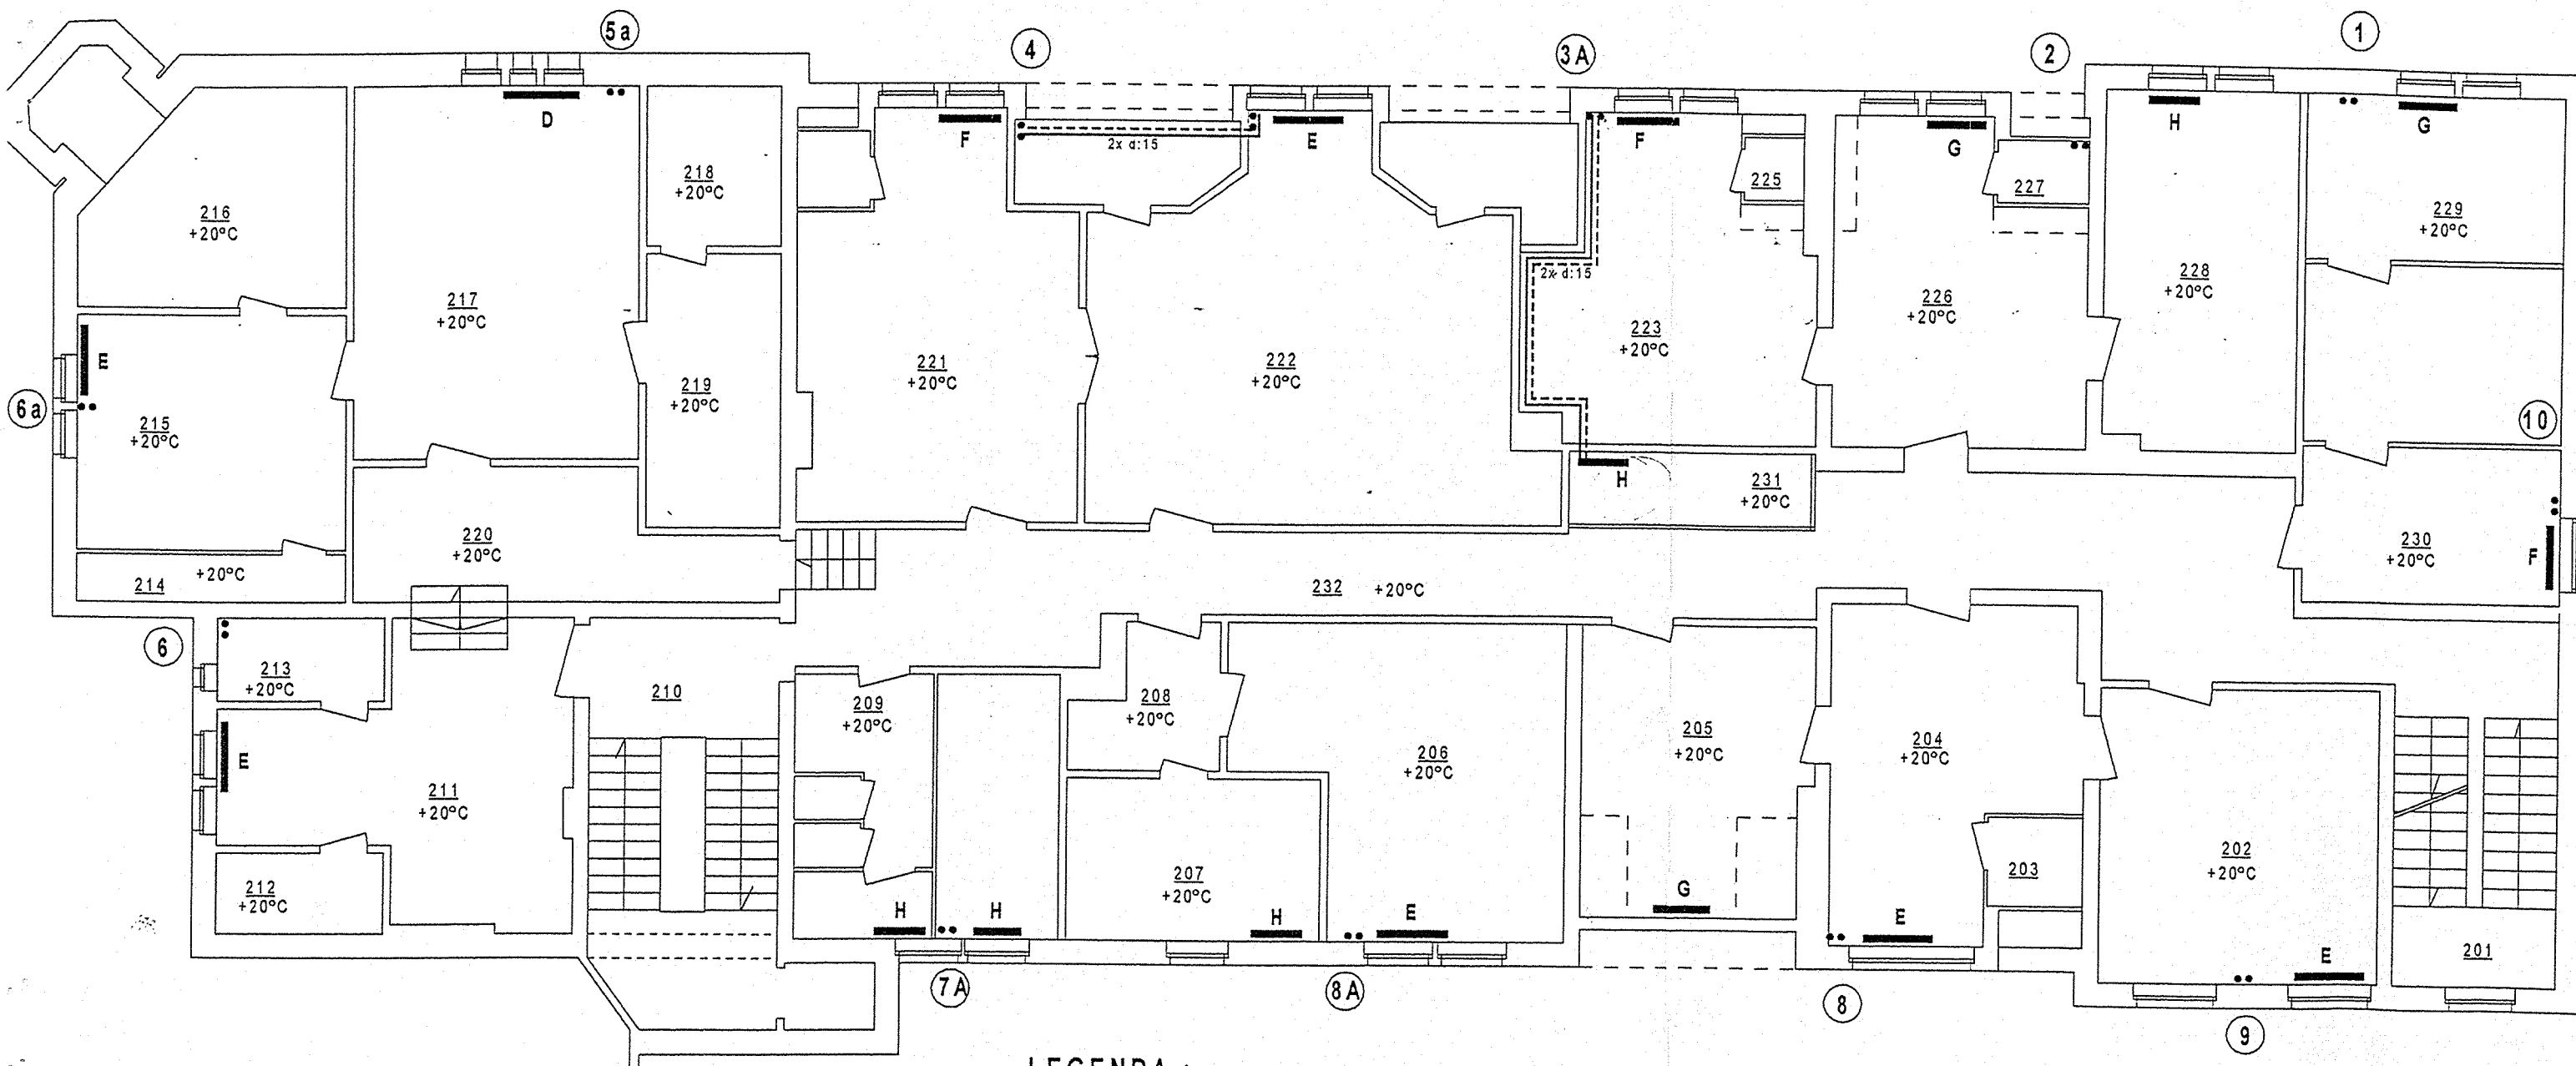 5a
4
3A
2
1
D
F
2x d:15
E
F
G
H
G
218
+20°C
225
227
216
+20°C
229
+20°C
217
+20°C
2x d:15
228
+20°C
226
+20°C
223
+20°C
E
221
+20°C
222
+20°C
219
+20°C
6a
215
+20°C
10
H
231
+20°C
220
+20°C
230
+20°C
F
214
+20°C
232 +20°C
6
213
+20°C
210
209
+20°C
208
+20°C
205
+20°C
204
+20°C
206
+20°C
E
211
+20°C
202
+20°C
203
207
+20°C
212
+20°C
G
H
H
H
E
E
E
201
7A
8A
8
9
LEGENDA :